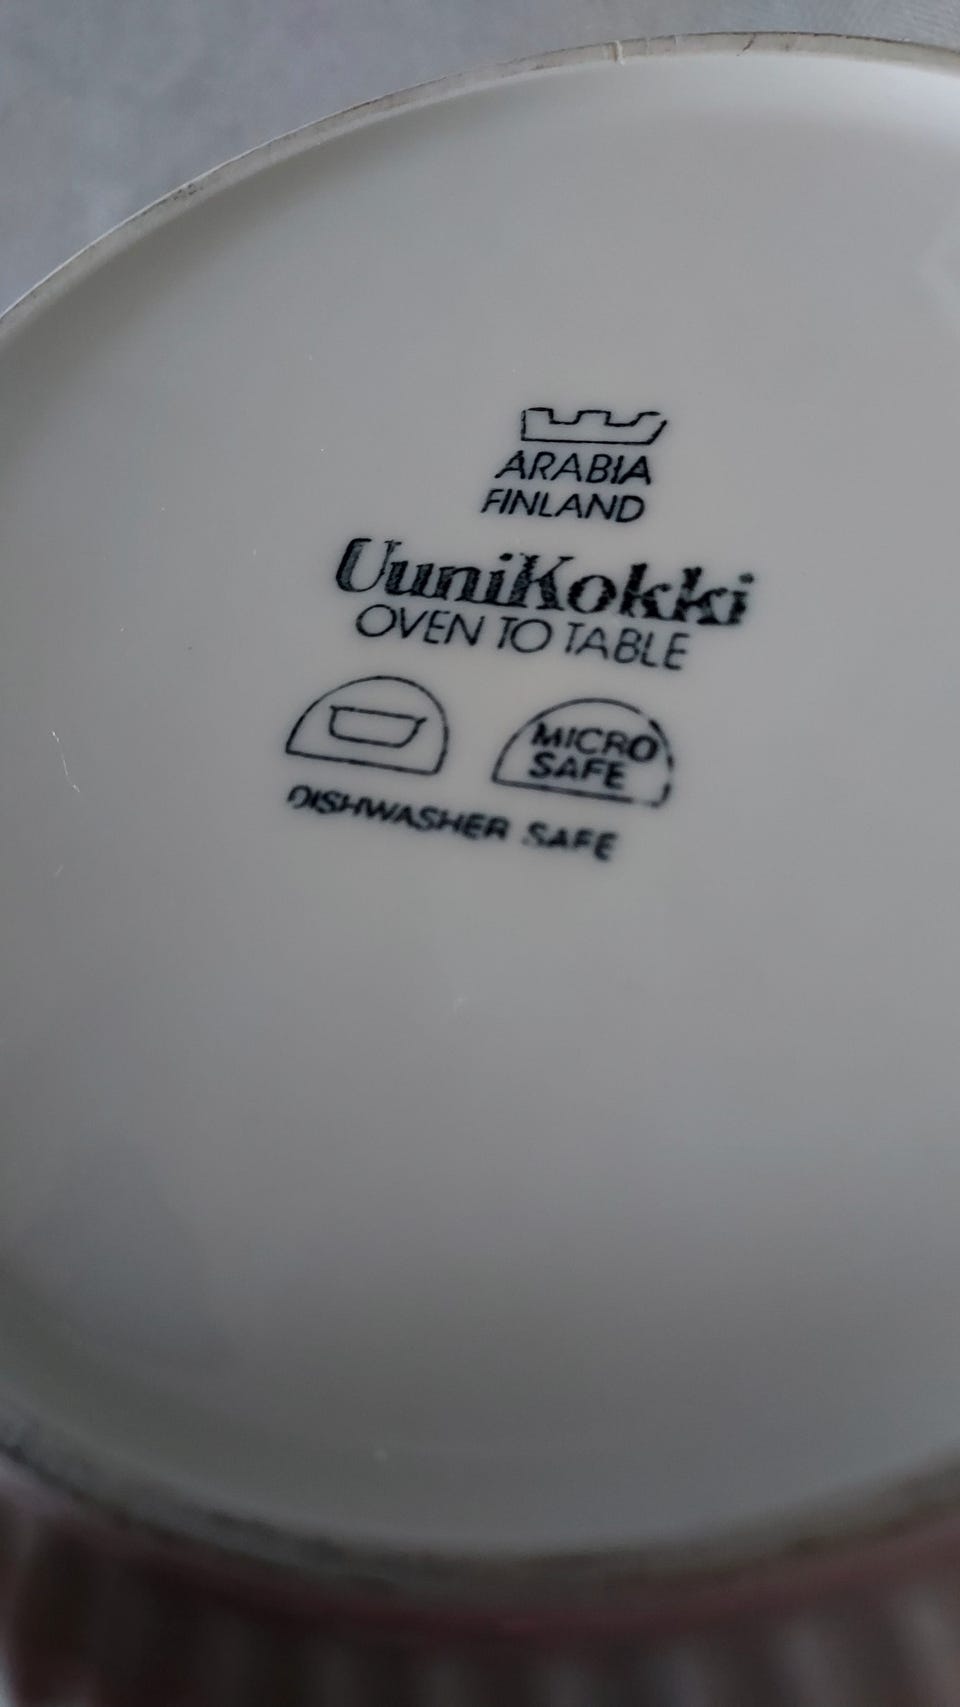 ARABIA
FINLAND
UuniKokki
OVEN TO TABLE
MICRO
SAFE
DISHWASHER SAFE